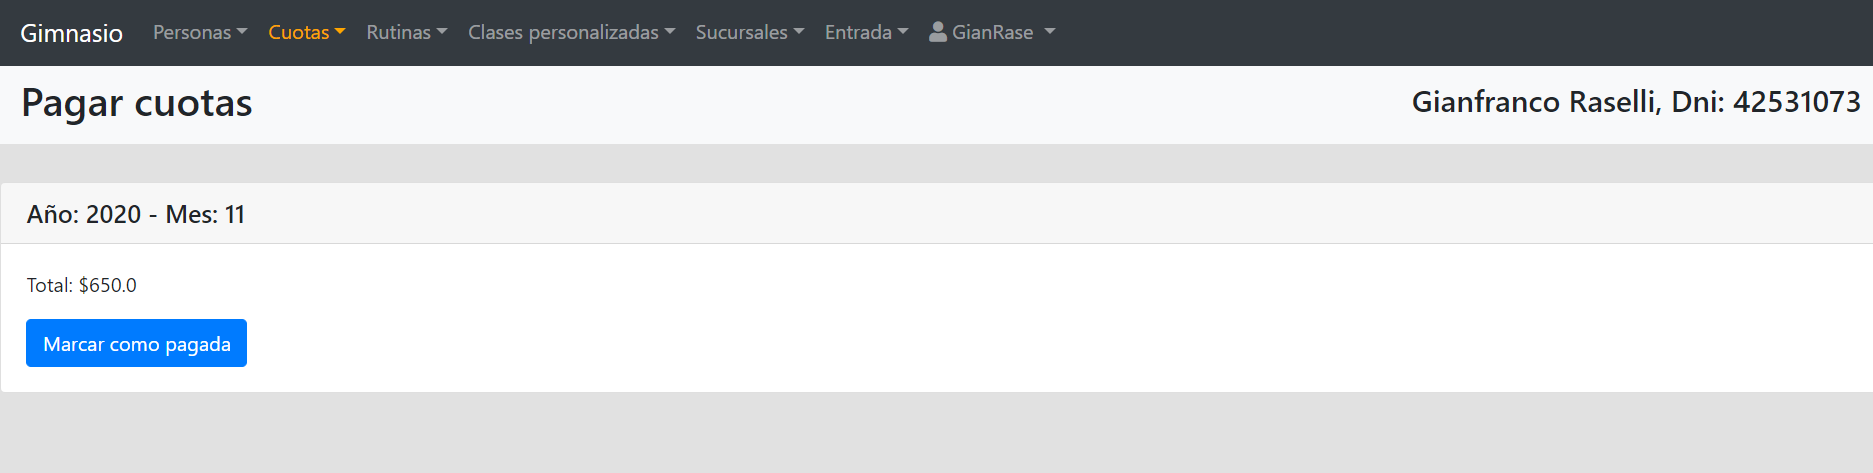 Gimnasio Personas Cuotas Rutinas Clases personalizadas Sucursales Entrada GianRase
Pagar cuotas Gianfranco Raselli, Dni: 42531073
Año: 2020 - Mes: 11
Total: $650.0
Marcar como pagada